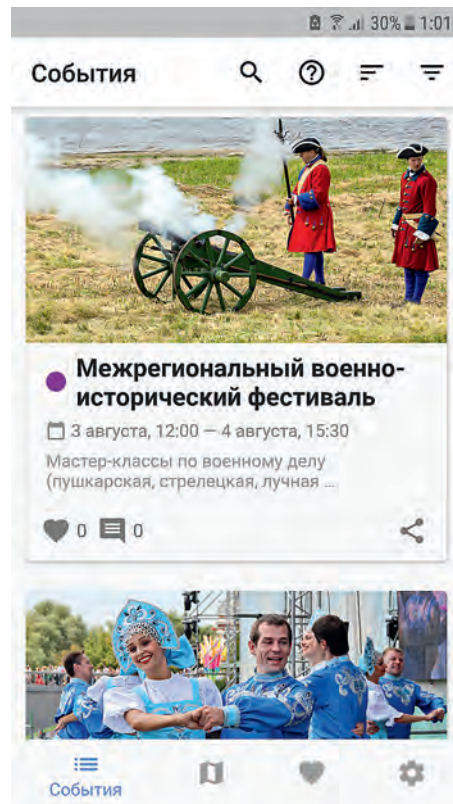 30% 1:01
События
Межрегиональный военно-
исторический фестиваль
3 августа, 12:00 — 4 августа, 15:30
Мастер-классы по военному делу
(пушкарская, стрелецкая, лучная ...
0 0
События